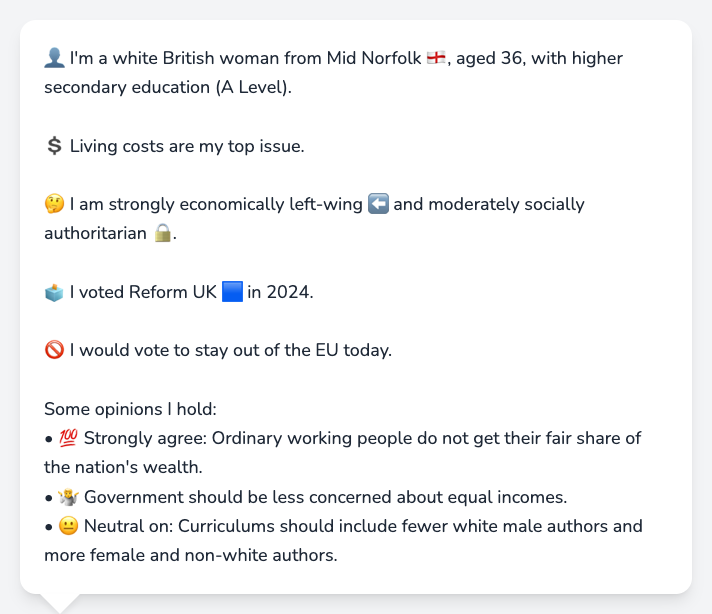 👤 I'm a white British woman from Mid Norfolk 🏴󠁧󠁢󠁥󠁮󠁧󠁿, aged 36, with higher
secondary education (A Level).
💲 Living costs are my top issue.
🤔 I am strongly economically left-wing ⬅️ and moderately socially
authoritarian 🔒.
🗳️ I voted Reform UK 🟦 in 2024.
🚫 I would vote to stay out of the EU today.
Some opinions I hold:
• 💯 Strongly agree: Ordinary working people do not get their fair share of
the nation's wealth.
• 🤷 Government should be less concerned about equal incomes.
• 😐 Neutral on: Curriculums should include fewer white male authors and
more female and non-white authors.